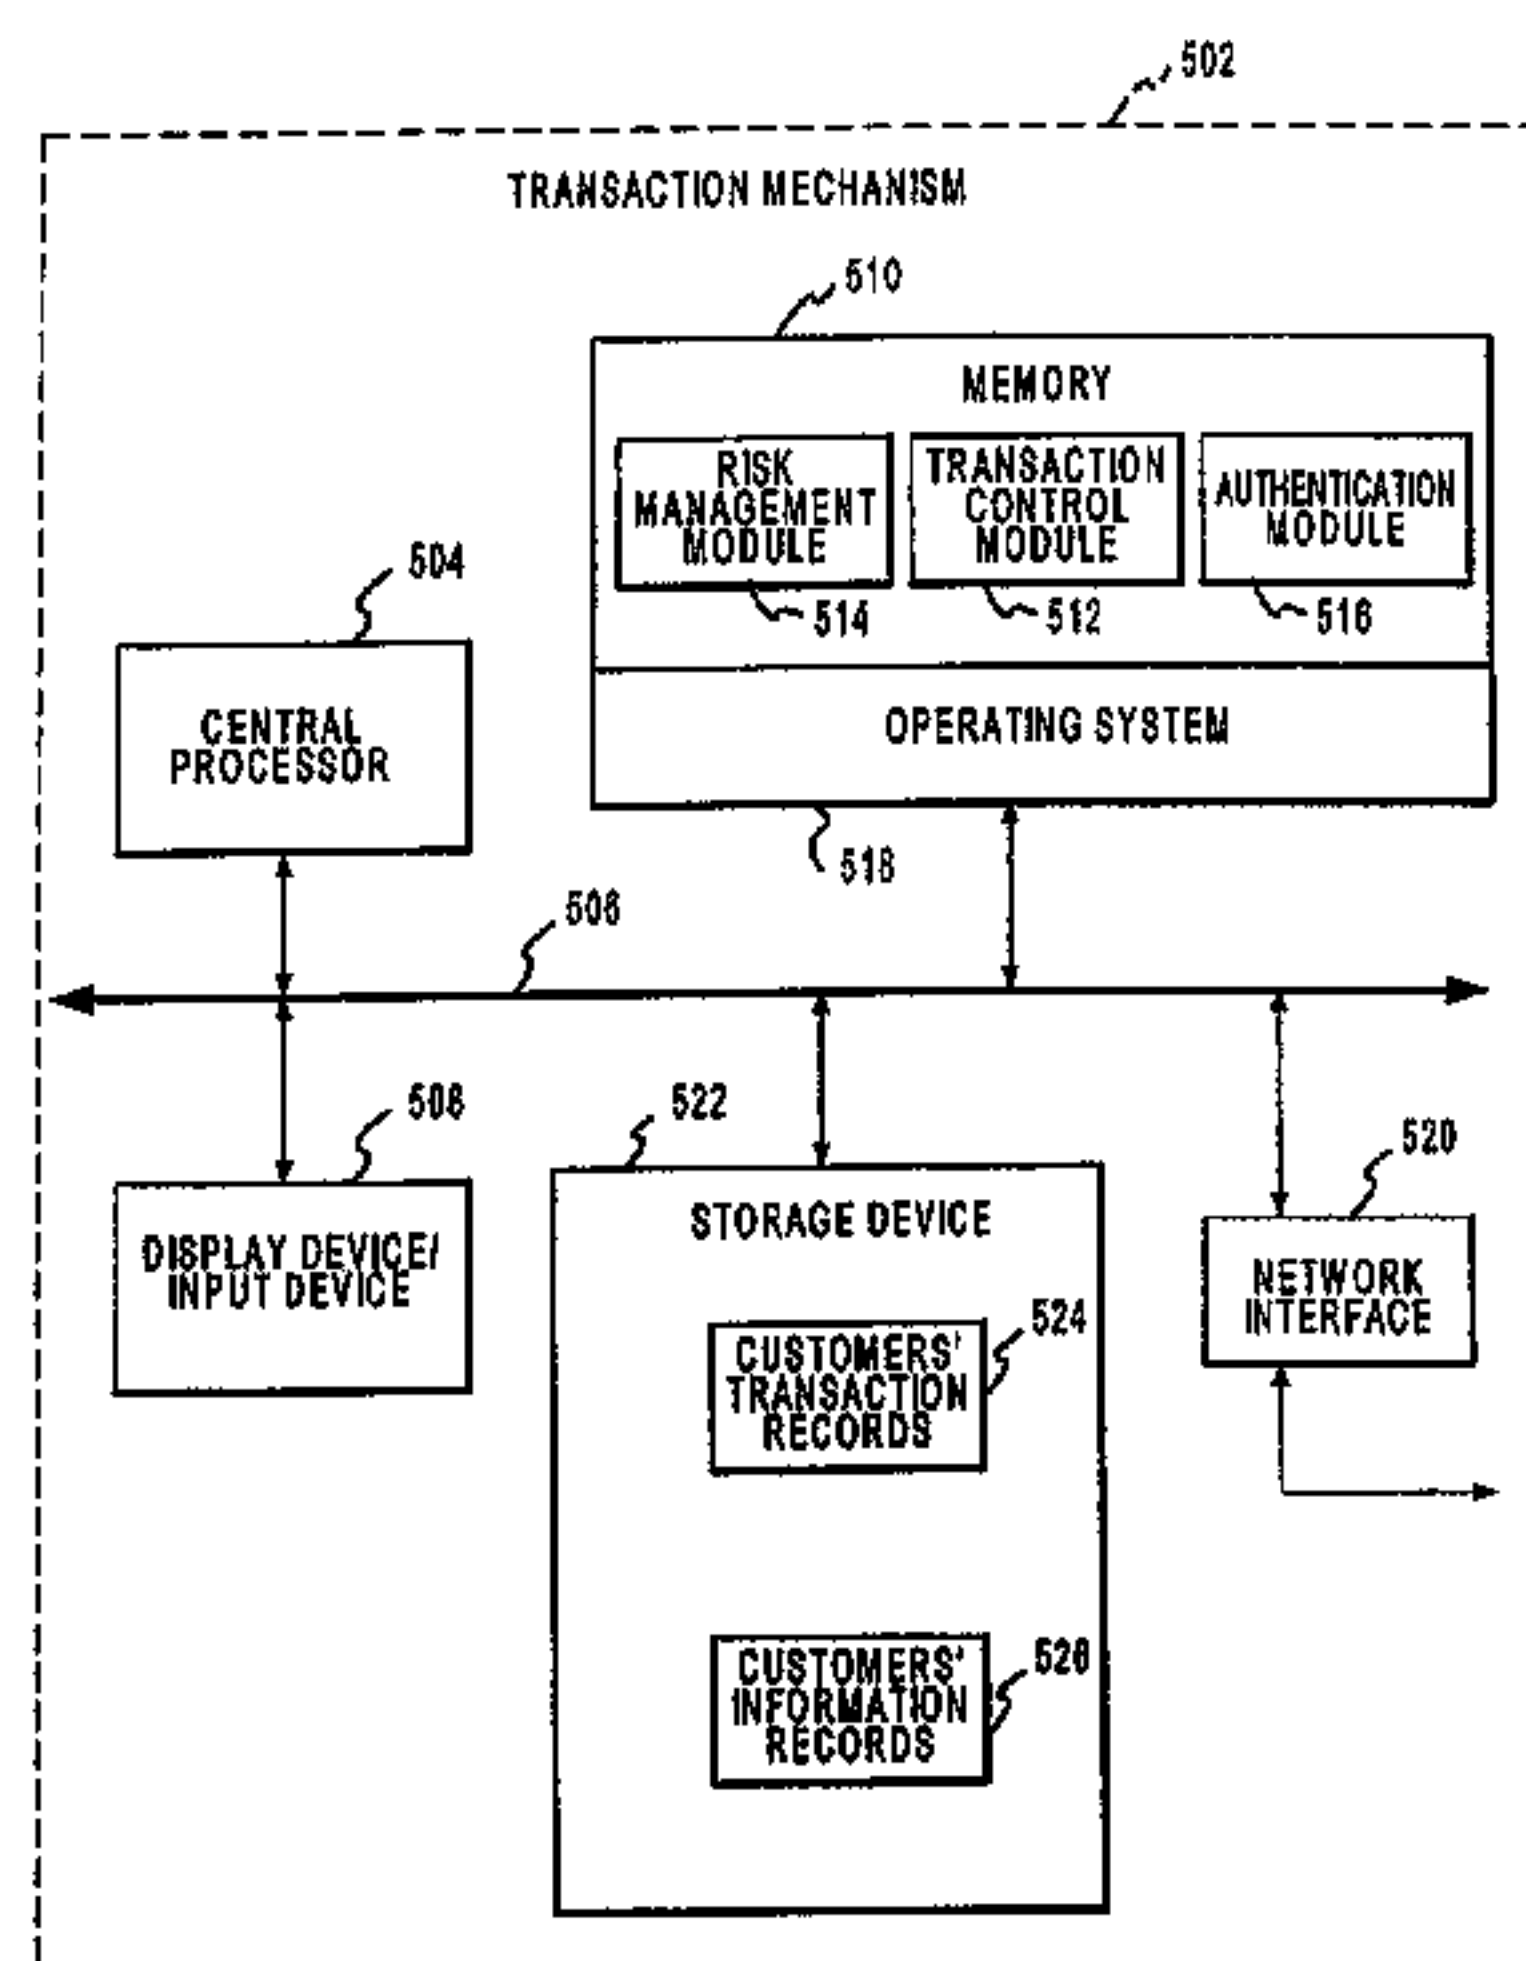 502
TRANSACTION MECHANISM
510
MEMORY
RISK
MANAGEMENT
MODULE
TRANSACTION
CONTROL
MODULE
AUTHENTICATION
MODULE
514
512
516
504
CENTRAL
PROCESSOR
OPERATING SYSTEM
518
506
508
DISPLAY DEVICE/
INPUT DEVICE
522
STORAGE DEVICE
520
NETWORK
INTERFACE
524
CUSTOMERS'
TRANSACTION
RECORDS
526
CUSTOMERS'
INFORMATION
RECORDS